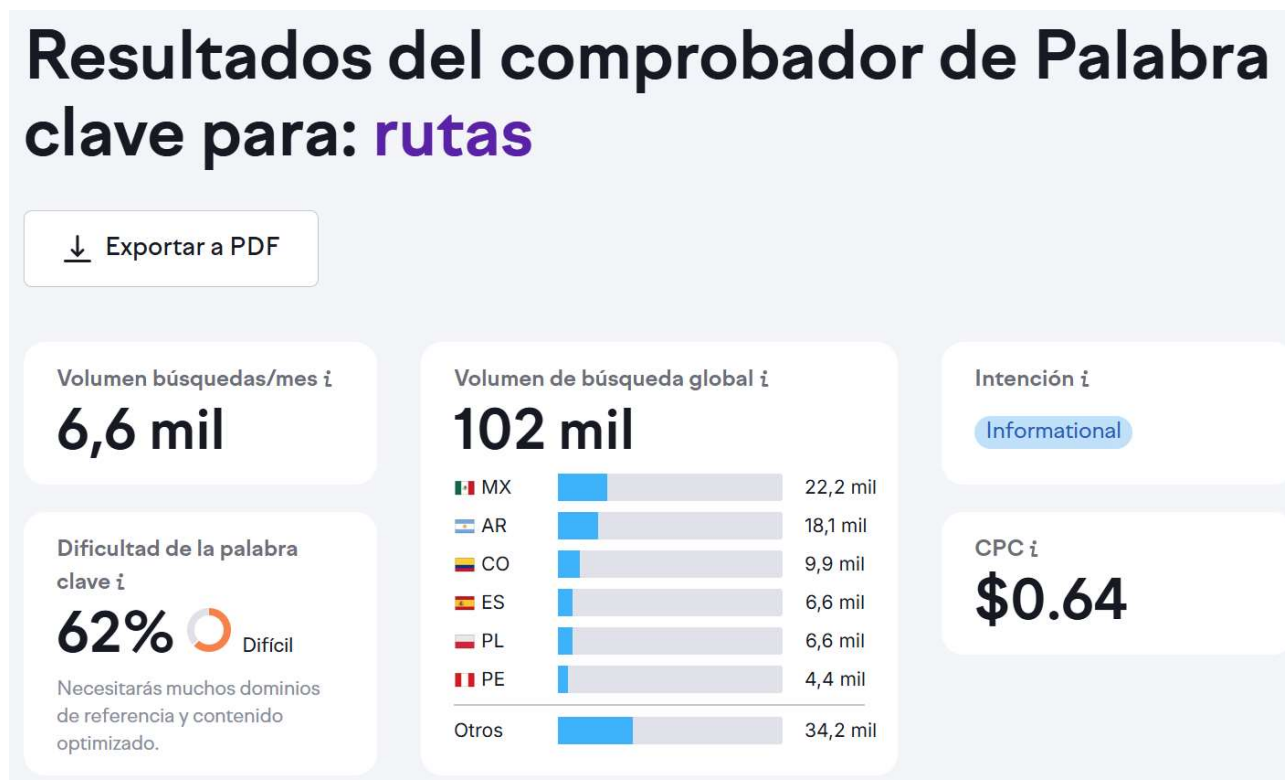 Resultados del comprobador de Palabra
clave para: rutas
Exportar a PDF
Volumen búsquedas/mes i
6,6 mil
Dificultad de la palabra
clave i
62% Difícil
Necesitarás muchos dominios
de referencia y contenido
optimizado.
Volumen de búsqueda global i
102 mil
MX 22,2 mil
AR 18,1 mil
CO 9,9 mil
ES 6,6 mil
PL 6,6 mil
PE 4,4 mil
Otros 34,2 mil
Intención i
Informational
CPC i
$0.64